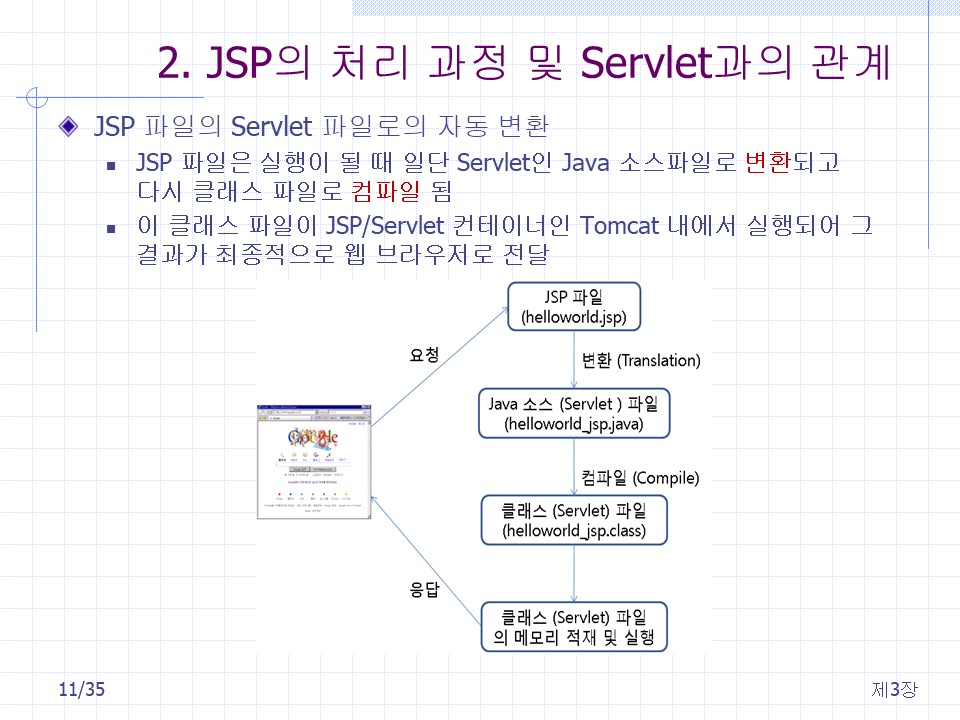 2. JSP의 처리 과정 및 Servlet과의 관계
JSP 파일의 Servlet 파일로의 자동 변환
JSP 파일은 실행이 될 때 일단 Servlet인 Java 소스파일로 변환되고
다시 클래스 파일로 컴파일 됨
이 클래스 파일이 JSP/Servlet 컨테이너인 Tomcat 내에서 실행되어 그
결과가 최종적으로 웹 브라우저로 전달
JSP 파일
(helloworld.jsp)
요청
변환 (Translation)
Java 소스 (Servlet ) 파일
(helloworld_jsp.java)
Google
컴파일 (Compile)
클래스 (Servlet) 파일
(helloworld_jsp.class)
응답
클래스 (Servlet) 파일
의 메모리 적재 및 실행
11/35
제3장